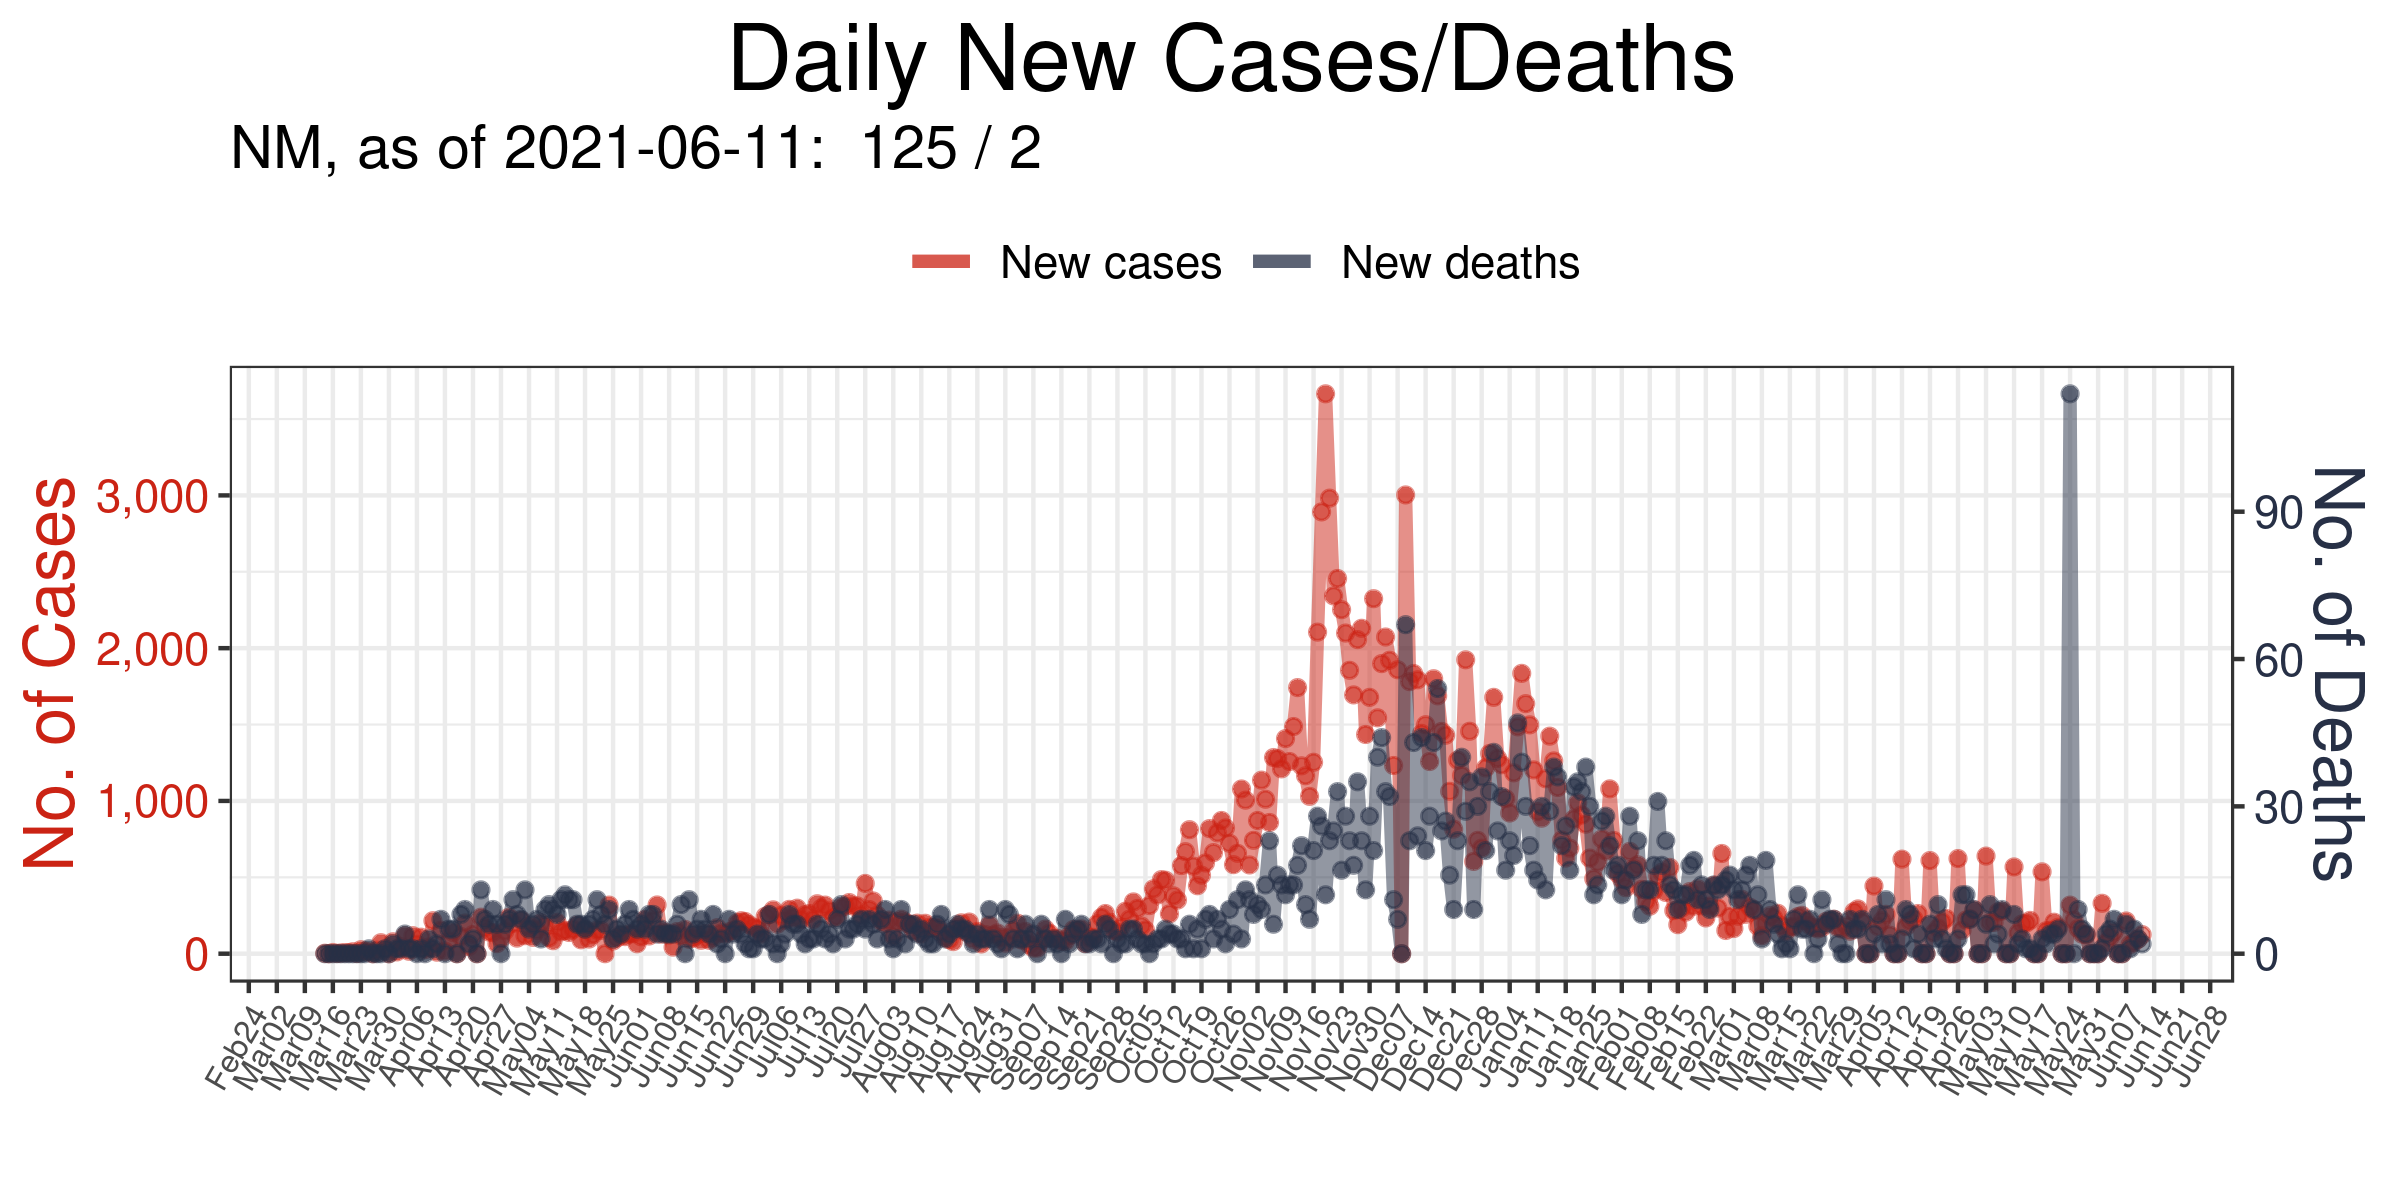 Daily New Cases/Deaths
NM, as of 2021-06-11:  125 / 2
New cases
New deaths
No. of Cases
3,000
2,000
1,000
0
No. of Deaths
90
60
30
0
Feb24
Mar02
Mar09
Mar16
Mar23
Mar30
Apr06
Apr13
Apr20
Apr27
May04
May11
May18
May25
Jun01
Jun08
Jun15
Jun22
Jun29
Jul06
Jul13
Jul20
Jul27
Aug03
Aug10
Aug17
Aug24
Aug31
Sep07
Sep14
Sep21
Sep28
Oct05
Oct12
Oct19
Oct26
Nov02
Nov09
Nov16
Nov23
Nov30
Dec07
Dec14
Dec21
Dec28
Jan04
Jan11
Jan18
Jan25
Feb01
Feb08
Feb15
Feb22
Mar01
Mar08
Mar15
Mar22
Mar29
Apr05
Apr12
Apr19
Apr26
May03
May10
May17
May24
May31
Jun07
Jun14
Jun21
Jun28